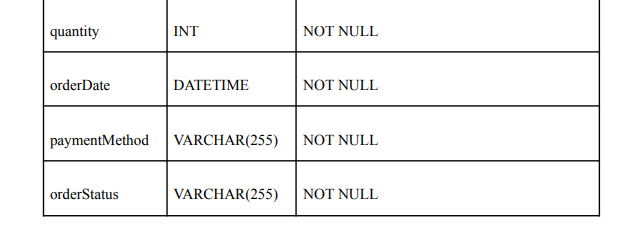 quantity INT NOT NULL
orderDate DATETIME NOT NULL
paymentMethod VARCHAR(255) NOT NULL
orderStatus VARCHAR(255) NOT NULL